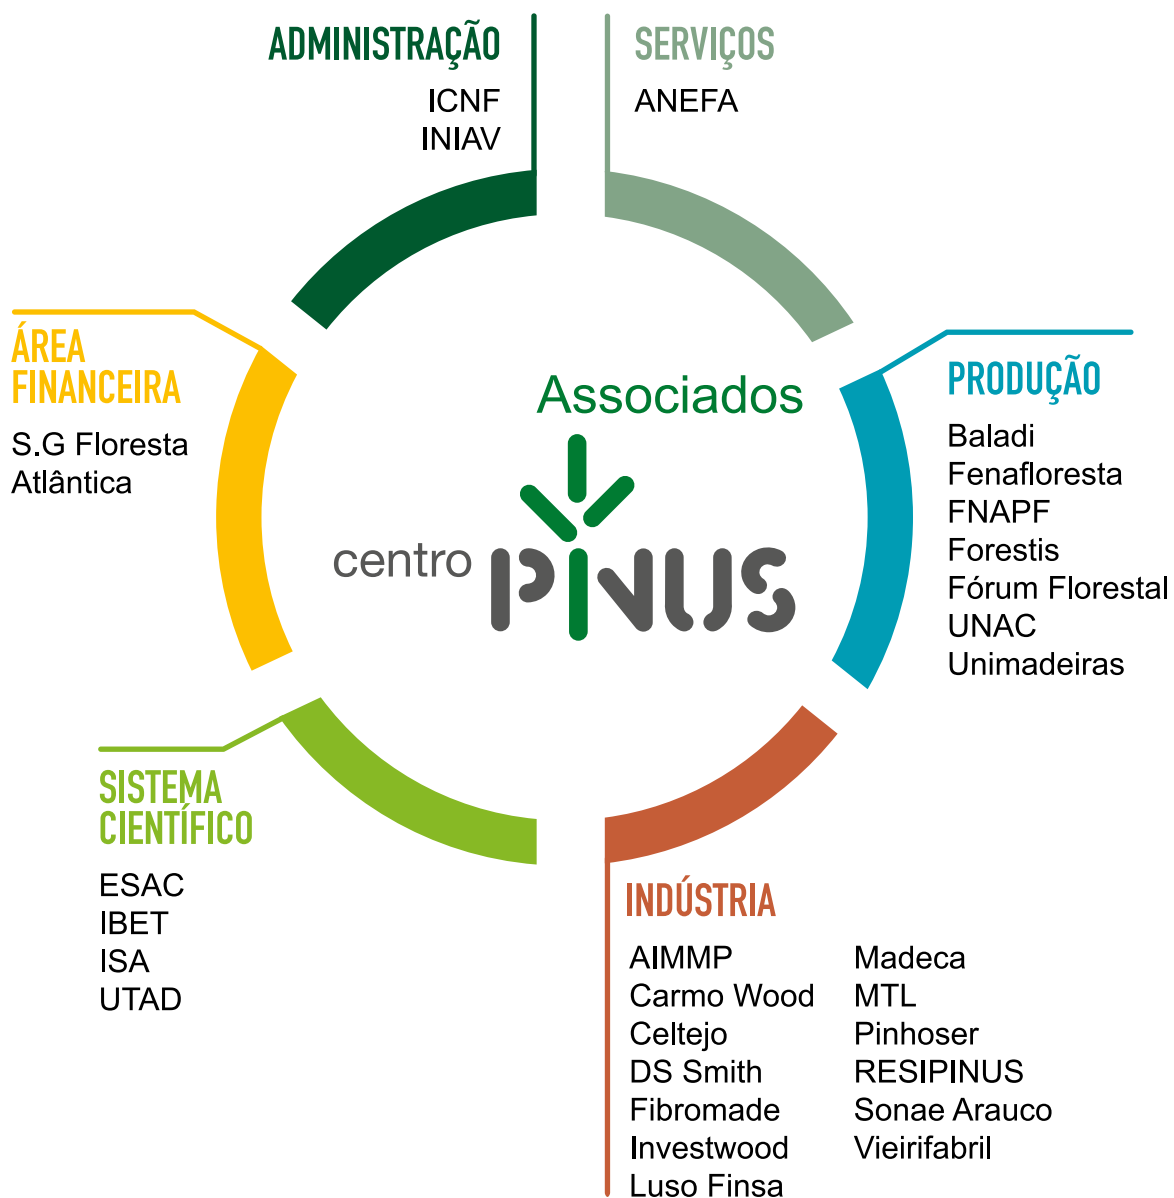 ADMINISTRAÇÃO
ICNF
INIAV
SERVIÇOS
ANEFA
ÁREA
FINANCEIRA
S.G Floresta
Atlântica
Associados
centro PINUS
PRODUÇÃO
Baladi
Fenafloresta
FNAPF
Forestis
Fórum Florestal
UNAC
Unimadeiras
SISTEMA
CIENTÍFICO
ESAC
IBET
ISA
UTAD
INDÚSTRIA
AIMMP
Carmo Wood
Celtejo
DS Smith
Fibromade
Investwood
Luso Finsa
Madeca
MTL
Pinhoser
RESIPINUS
Sonae Arauco
Vieirifabril